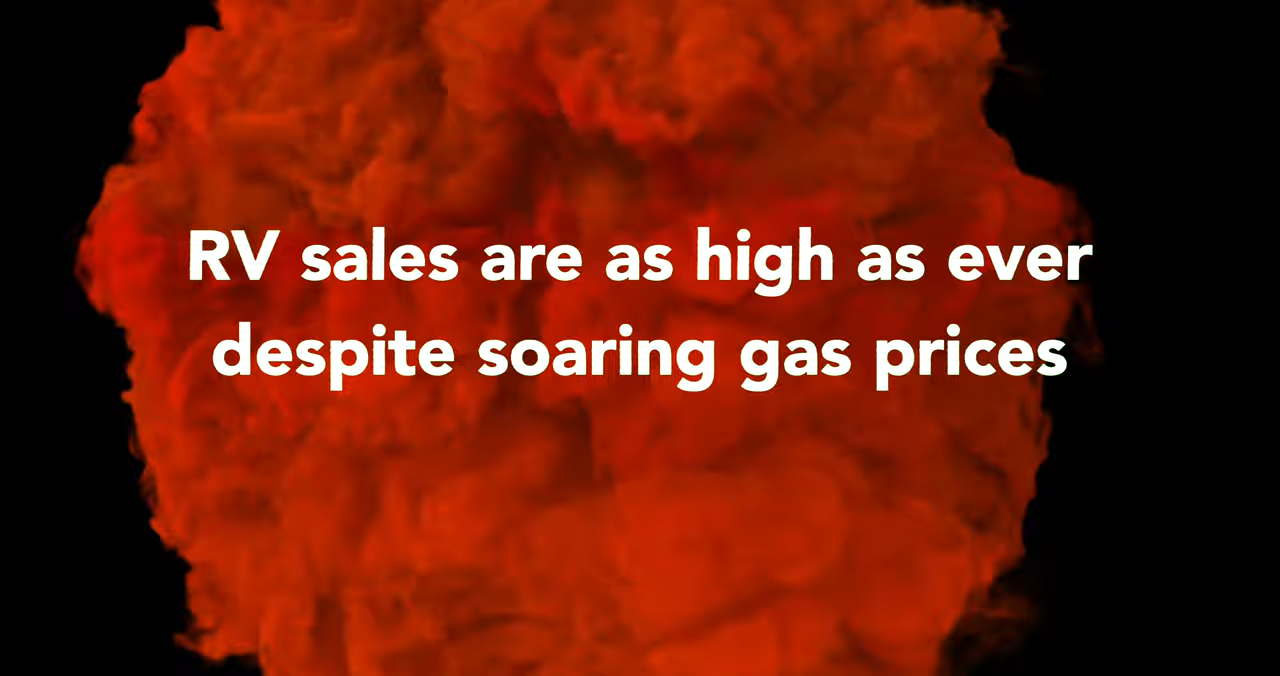 RV sales are as high as ever
despite soaring gas prices